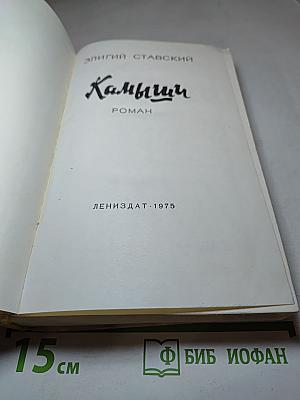 ЭЛИГИЙ СТАВСКИЙ
Камыши
РОМАН
ЛЕНИЗДАТ·1975
15 см
БИБ ИОФАН